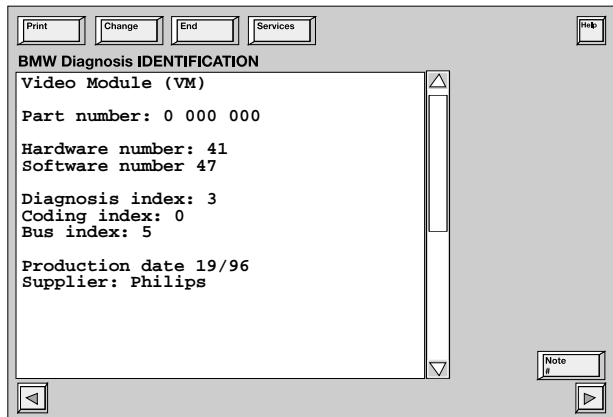 Print
Change
End
Services
Help
BMW Diagnosis IDENTIFICATION
Video Module (VM)
Part number: 0 000 000
Hardware number: 41
Software number 47
Diagnosis index: 3
Coding index: 0
Bus index: 5
Production date 19/96
Supplier: Philips
Note
#